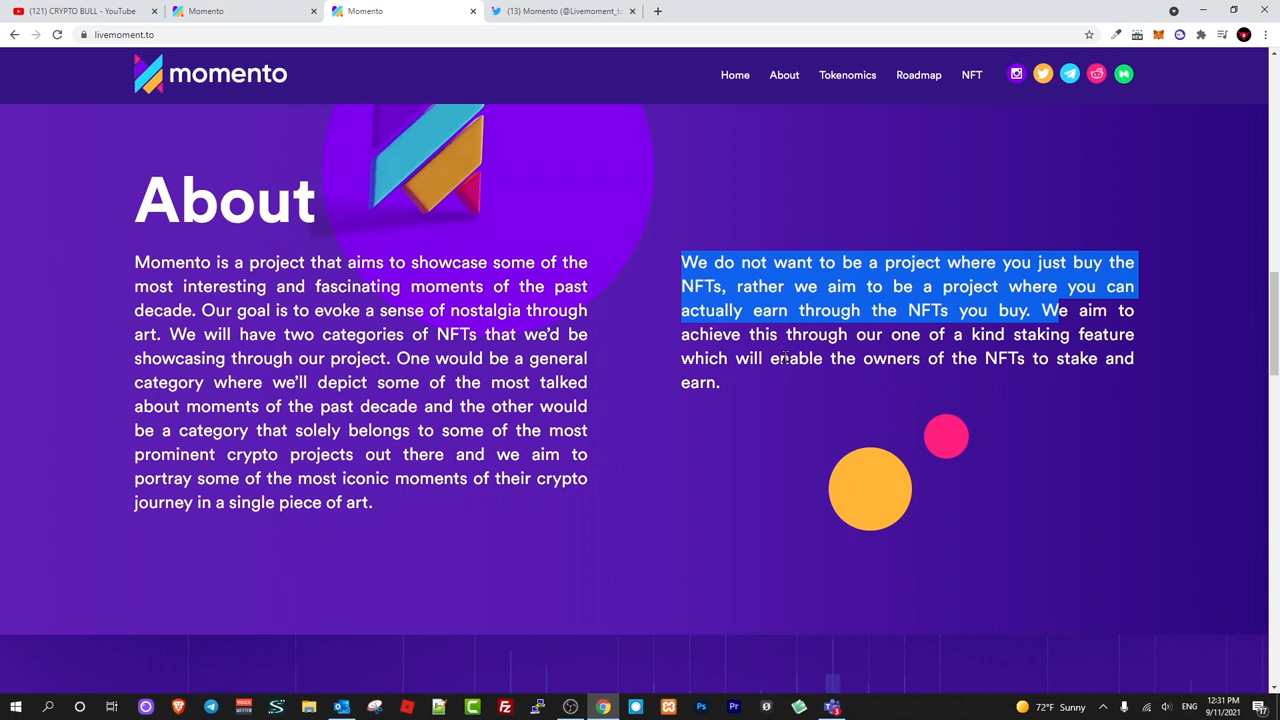 (121) CRYPTO BULL - YouTube
Momento
Momento
(13) Momento (@Livemoment_t
livemoment.to
momento
Home
About
Tokenomics
Roadmap
NFT
About
Momento is a project that aims to showcase some of the
most interesting and fascinating moments of the past
decade. Our goal is to evoke a sense of nostalgia through
art. We will have two categories of NFTs that we’d be
showcasing through our project. One would be a general
category where we’ll depict some of the most talked
about moments of the past decade and the other would
be a category that solely belongs to some of the most
prominent crypto projects out there and we aim to
portray some of the most iconic moments of their crypto
journey in a single piece of art.
We do not want to be a project where you just buy the
NFTs, rather we aim to be a project where you can
actually earn through the NFTs you buy. We aim to
achieve this through our one of a kind staking feature
which will enable the owners of the NFTs to stake and
earn.
72°F Sunny
ENG
12:31 PM
9/11/2021